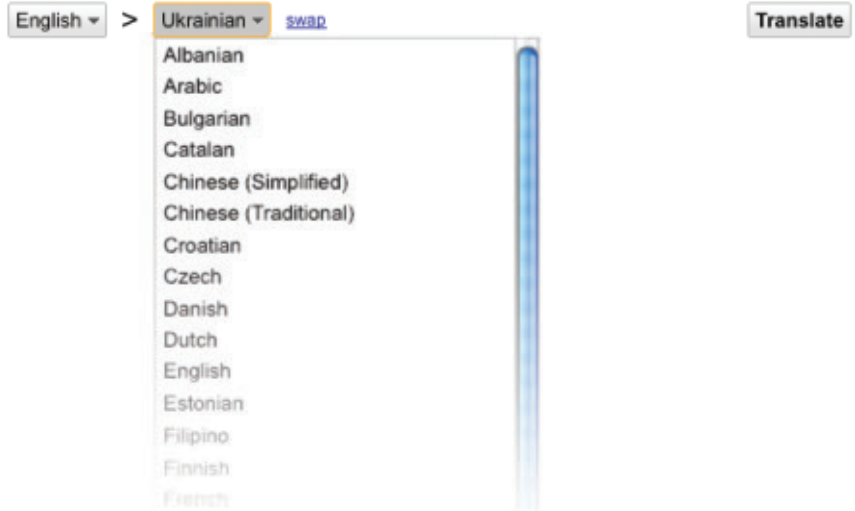 English > Ukrainian swap Translate
Albanian
Arabic
Bulgarian
Catalan
Chinese (Simplified)
Chinese (Traditional)
Croatian
Czech
Danish
Dutch
English
Estonian
Filipino
Finnish
French